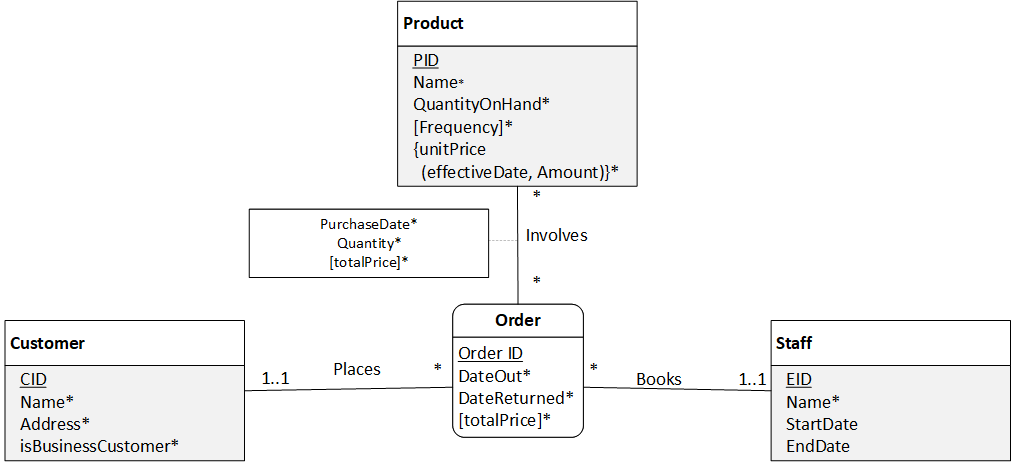 Product
PID
Name*
QuantityOnHand*
[Frequency]*
{unitPrice
(effectiveDate, Amount)}*
*
PurchaseDate*
Quantity*
[totalPrice]*
Involves
*
Order
Order ID
DateOut*
DateReturned*
[totalPrice]*
Customer
CID
Name*
Address*
isBusinessCustomer*
1..1
Places
*
*
Books
1..1
Staff
EID
Name*
StartDate
EndDate